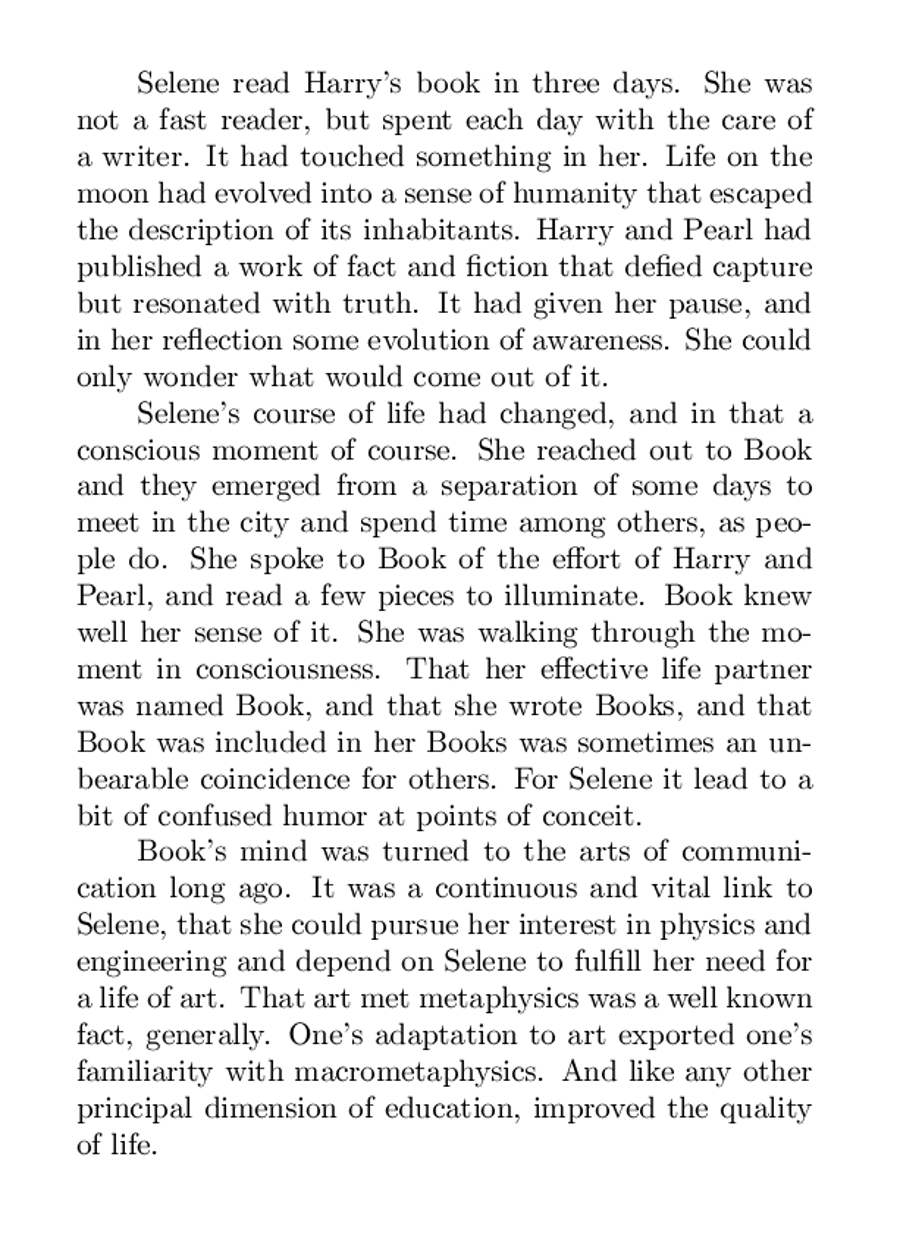 Selene read Harry's book in three days. She was
not a fast reader, but spent each day with the care of
a writer. It had touched something in her. Life on the
moon had evolved into a sense of humanity that escaped
the description of its inhabitants. Harry and Pearl had
published a work of fact and fiction that defied capture
but resonated with truth. It had given her pause, and
in her reflection some evolution of awareness. She could
only wonder what would come out of it.
Selene's course of life had changed, and in that a
conscious moment of course. She reached out to Book
and they emerged from a separation of some days to
meet in the city and spend time among others, as peo-
ple do. She spoke to Book of the effort of Harry and
Pearl, and read a few pieces to illuminate. Book knew
well her sense of it. She was walking through the mo-
ment in consciousness. That her effective life partner
was named Book, and that she wrote Books, and that
Book was included in her Books was sometimes an un-
bearable coincidence for others. For Selene it lead to a
bit of confused humor at points of conceit.
Book's mind was turned to the arts of communi-
cation long ago. It was a continuous and vital link to
Selene, that she could pursue her interest in physics and
engineering and depend on Selene to fulfill her need for
a life of art. That art met metaphysics was a well known
fact, generally. One's adaptation to art exported one's
familiarity with macrometaphysics. And like any other
principal dimension of education, improved the quality
of life.